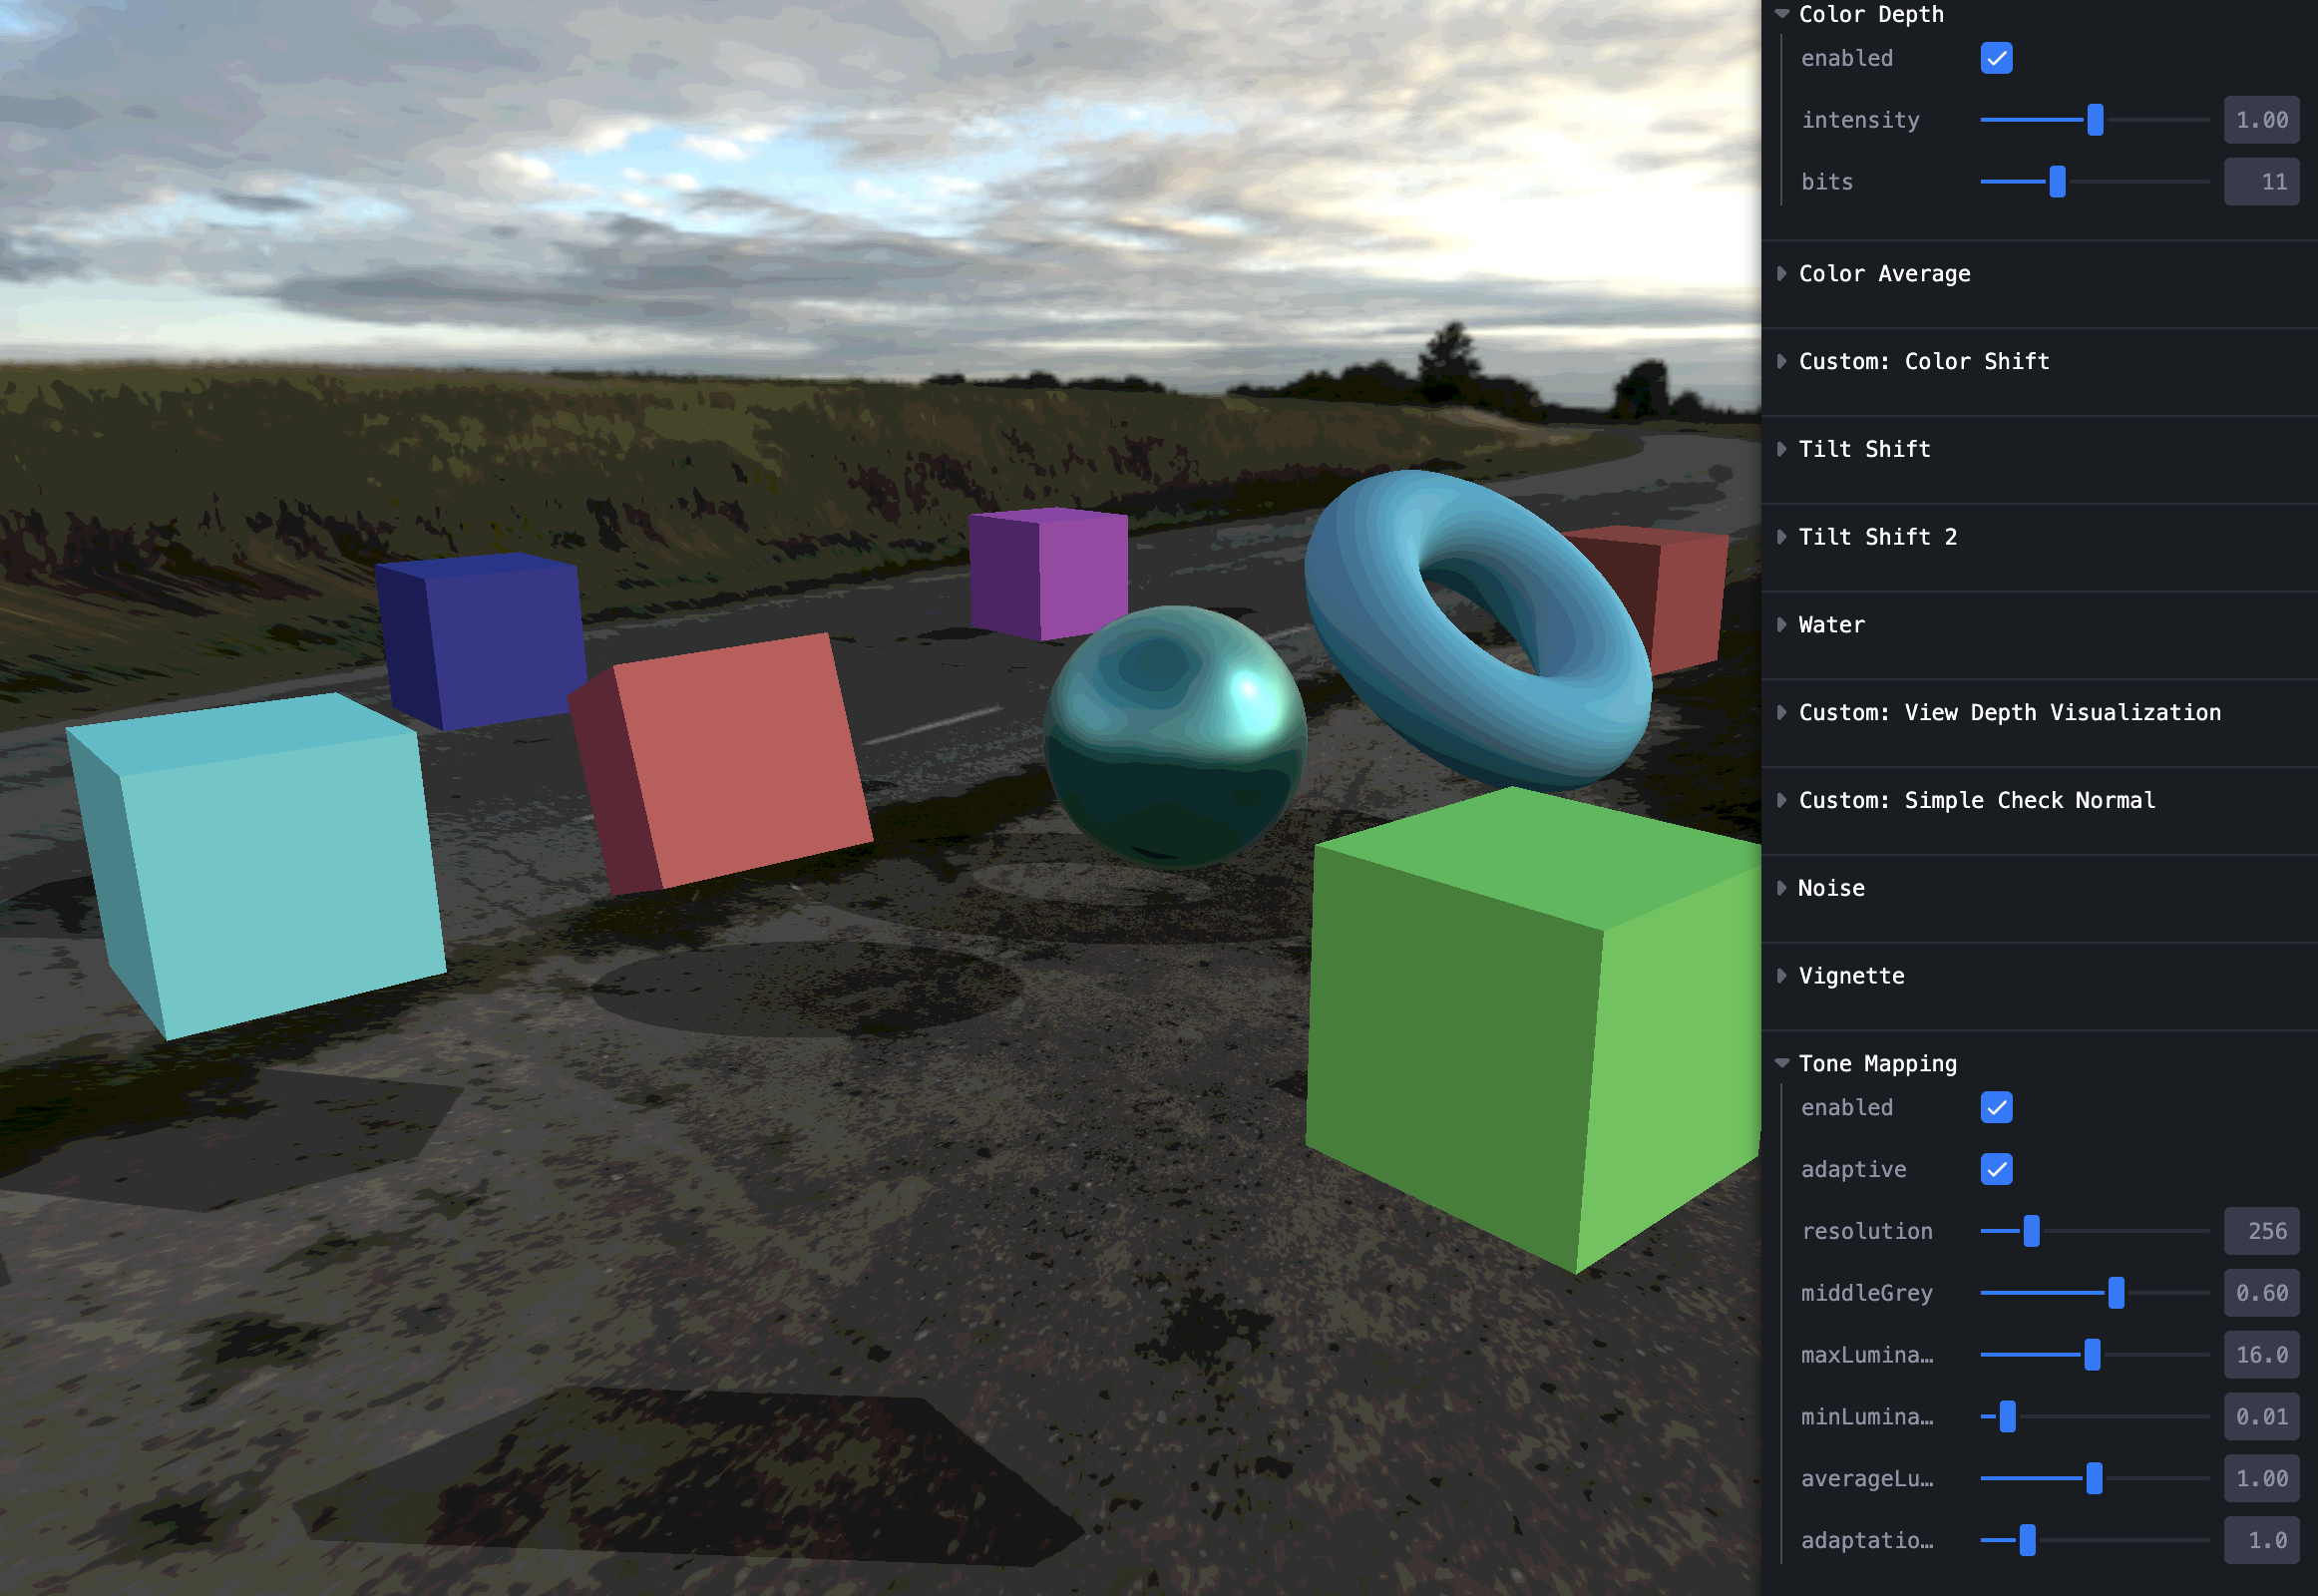 Color Depth
enabled
intensity 1.00
bits 11
Color Average
Custom: Color Shift
Tilt Shift
Tilt Shift 2
Water
Custom: View Depth Visualization
Custom: Simple Check Normal
Noise
Vignette
Tone Mapping
enabled
adaptive
resolution 256
middleGrey 0.60
maxLumina… 16.0
minLumina… 0.01
averageLu… 1.00
adaptatio… 1.0